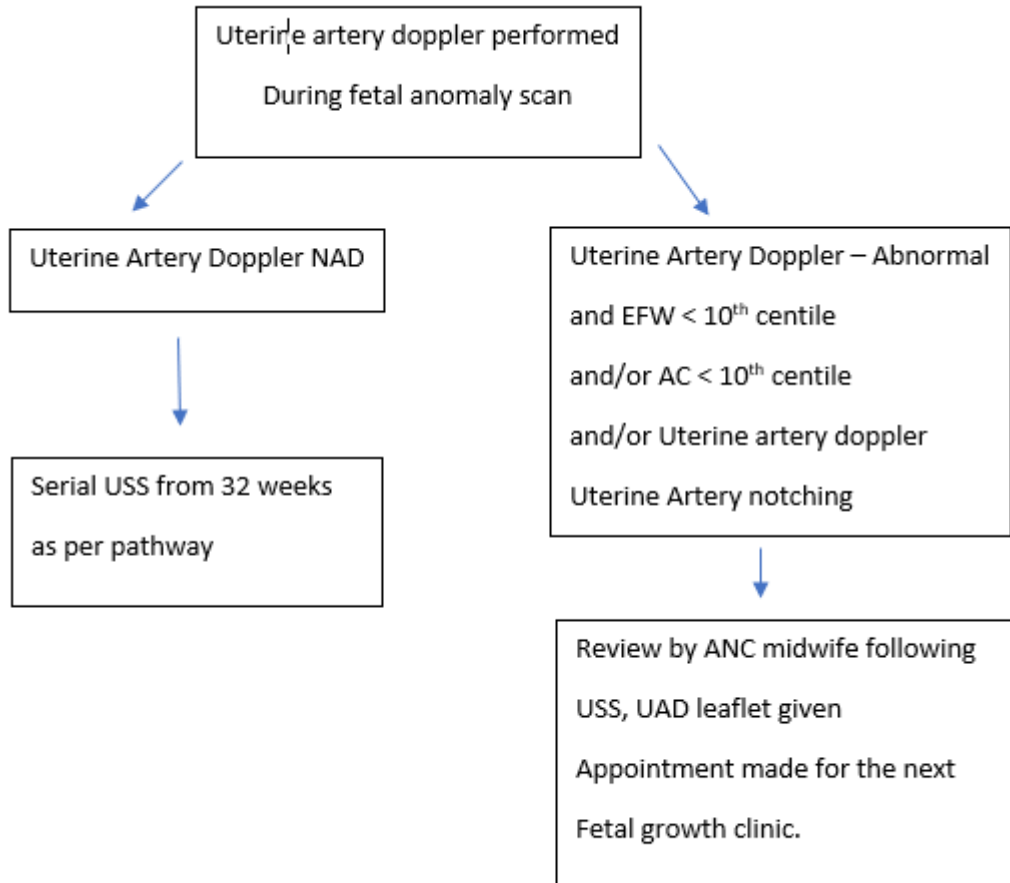 Uterine artery doppler performed
During fetal anomaly scan
Uterine Artery Doppler NAD
Serial USS from 32 weeks
as per pathway
Uterine Artery Doppler – Abnormal
and EFW < 10th centile
and/or AC < 10th centile
and/or Uterine artery doppler
Uterine Artery notching
Review by ANC midwife following
USS, UAD leaflet given
Appointment made for the next
Fetal growth clinic.